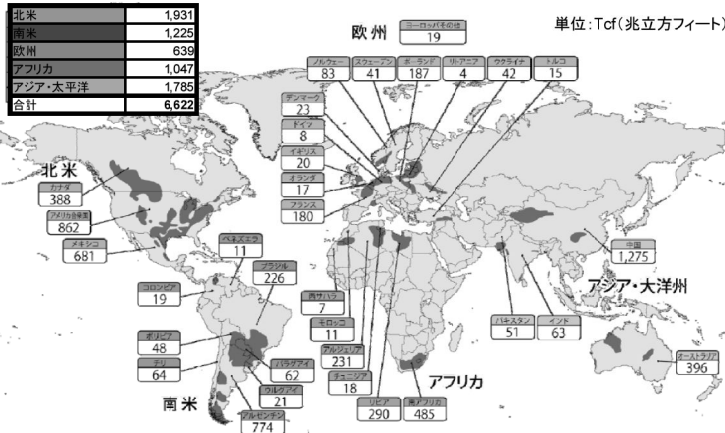 北米 1,931
南米 1,225
欧州 639
アフリカ 1,047
アジア・太平洋 1,785
合計 6,622
単位:Tcf(兆立方フィート)
欧州
ヨーロッパその他
19
ノルウェー
83
スウェーデン
41
ポーランド
187
リトアニア
4
ウクライナ
42
トルコ
15
デンマーク
23
ドイツ
8
イギリス
20
オランダ
17
フランス
180
北米
カナダ
388
アメリカ合衆国
862
メキシコ
681
ベネズエラ
11
コロンビア
19
ブラジル
226
ボリビア
48
チリ
64
パラグアイ
62
ウルグアイ
21
アルゼンチン
774
南米
西サハラ
7
モロッコ
11
アルジェリア
231
チュニジア
18
リビア
290
南アフリカ
485
アフリカ
中国
1,275
アジア・大洋州
パキスタン
51
インド
63
オーストラリア
396